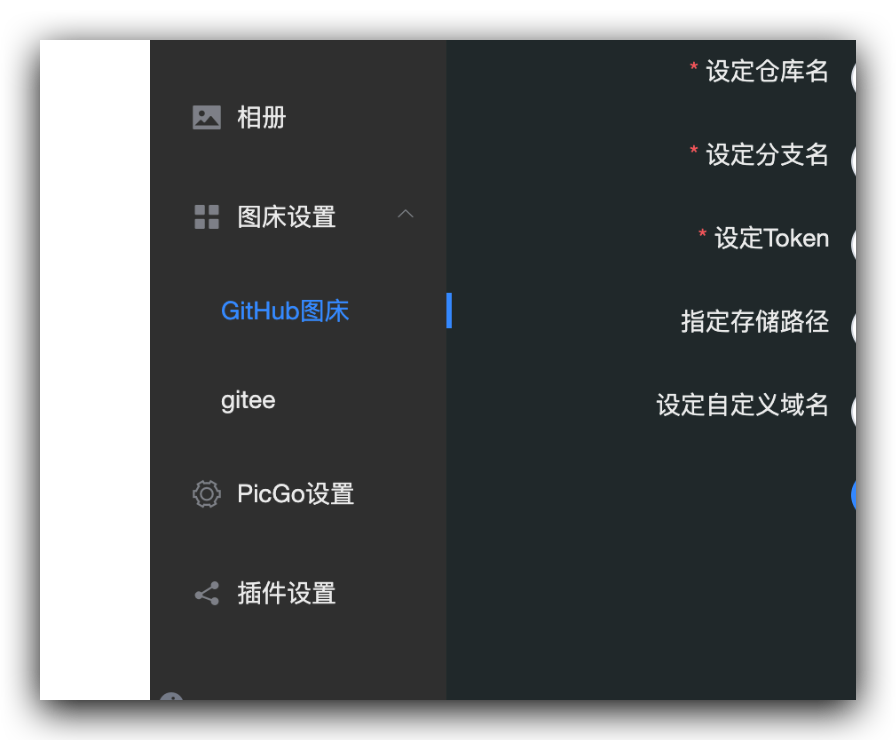 相册
图床设置
GitHub图床
gitee
PicGo设置
插件设置
* 设定仓库名
* 设定分支名
* 设定Token
指定存储路径
设定自定义域名